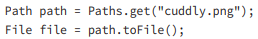 Path path = Paths.get("cuddly.png");
File file = path.toFile();